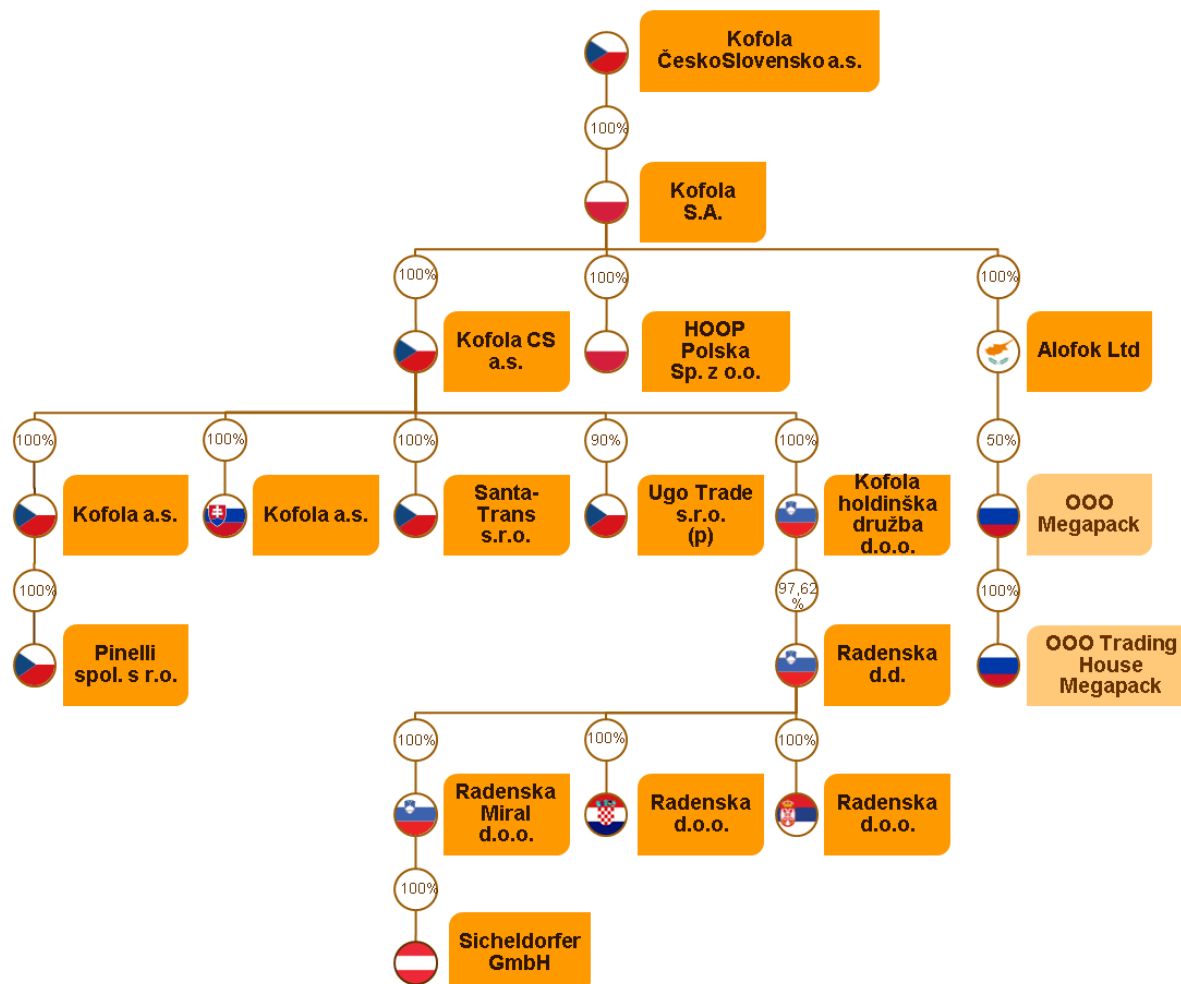 Kofola
ČeskoSlovensko a.s.
100%
Kofola
S.A.
100%
100%
100%
Kofola CS
a.s.
HOOP
Polska
Sp. z o.o.
Alofok Ltd
100%
100%
100%
90%
100%
50%
Kofola a.s.
Kofola a.s.
Santa-
Trans
s.r.o.
Ugo Trade
s.r.o.
(p)
Kofola
holdinška
družba
d.o.o.
OOO
Megapack
100%
97,62
%
100%
Pinelli
spol. s r.o.
Radenska
d.d.
OOO Trading
House
Megapack
100%
100%
100%
Radenska
Miral
d.o.o.
Radenska
d.o.o.
Radenska
d.o.o.
100%
Sicheldorfer
GmbH